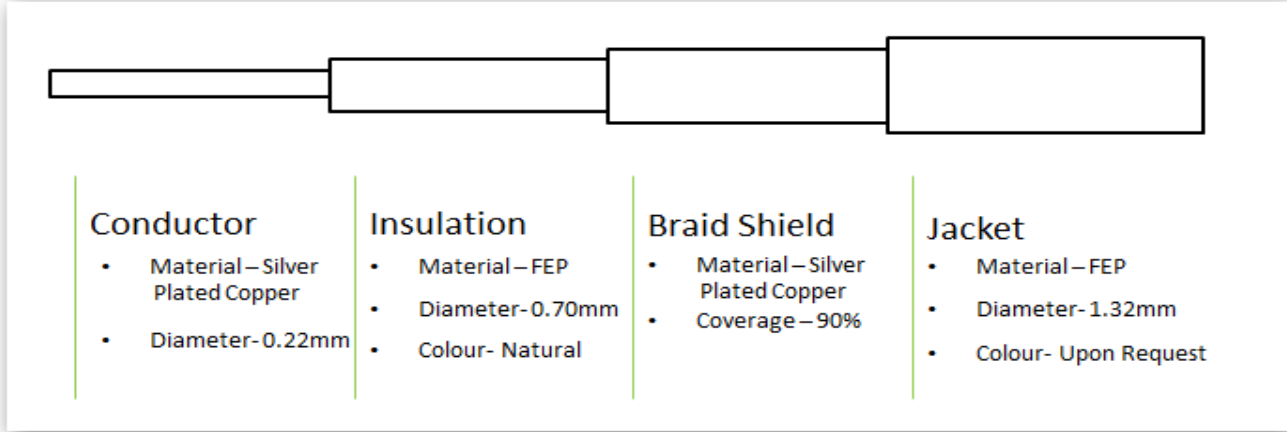 Conductor
• Material – Silver
Plated Copper
• Diameter- 0.22mm
Insulation
• Material – FEP
• Diameter- 0.70mm
• Colour- Natural
Braid Shield
• Material – Silver
Plated Copper
• Coverage – 90%
Jacket
• Material – FEP
• Diameter- 1.32mm
• Colour- Upon Request